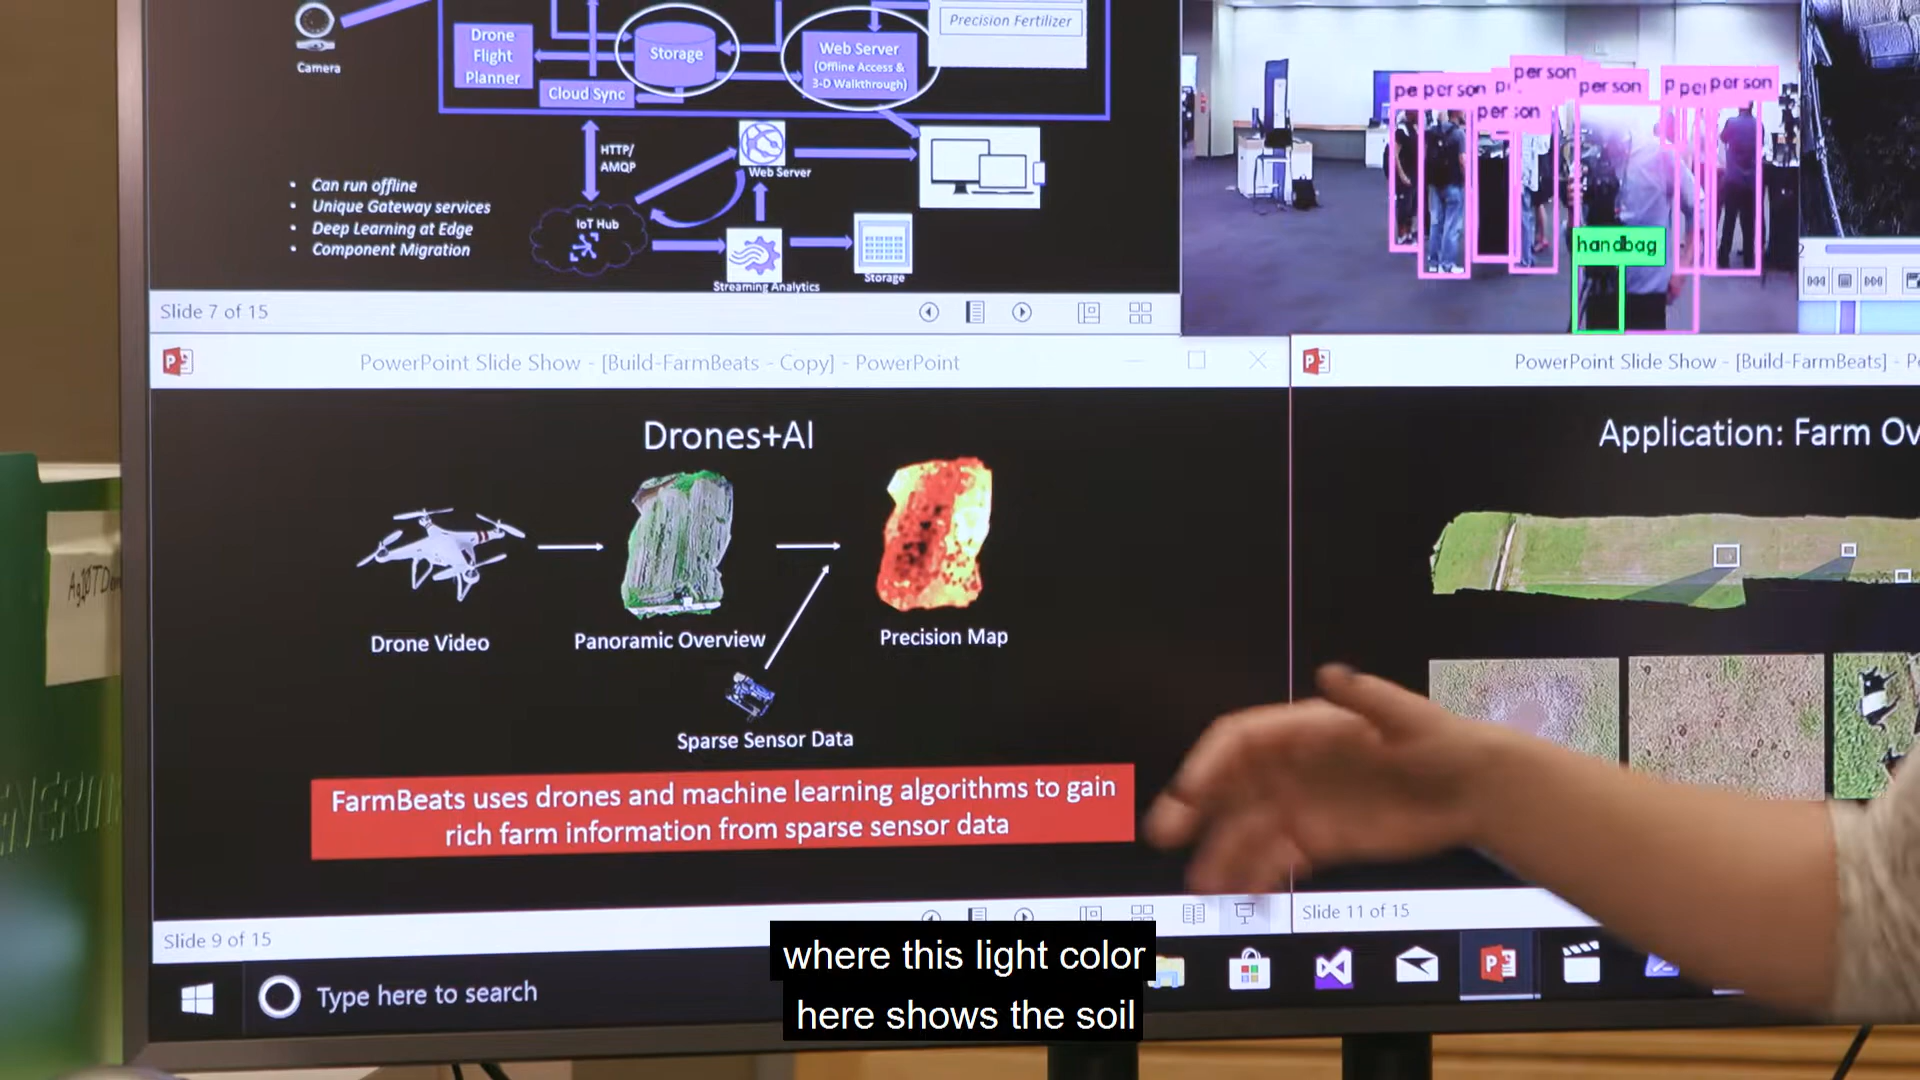 Precision Fertilizer
Drone
Flight
Planner
Storage
Web Server
(Offline Access &
3-D Walkthrough)
Cloud Sync
Camera
HTTP/
AMQP
Web Server
IoT Hub
Streaming Analytics
Storage
• Can run offline
• Unique Gateway services
• Deep Learning at Edge
• Component Migration
Slide 7 of 15
person
person
person
person
person
handbag
PowerPoint Slide Show - [Build-FarmBeats - Copy] - PowerPoint
Drones+AI
Drone Video
Panoramic Overview
Precision Map
Sparse Sensor Data
FarmBeats uses drones and machine learning algorithms to gain
rich farm information from sparse sensor data
Slide 9 of 15
PowerPoint Slide Show - [Build-FarmBeats] - P
Application: Farm Ov
Slide 11 of 15
Type here to search
where this light color
here shows the soil